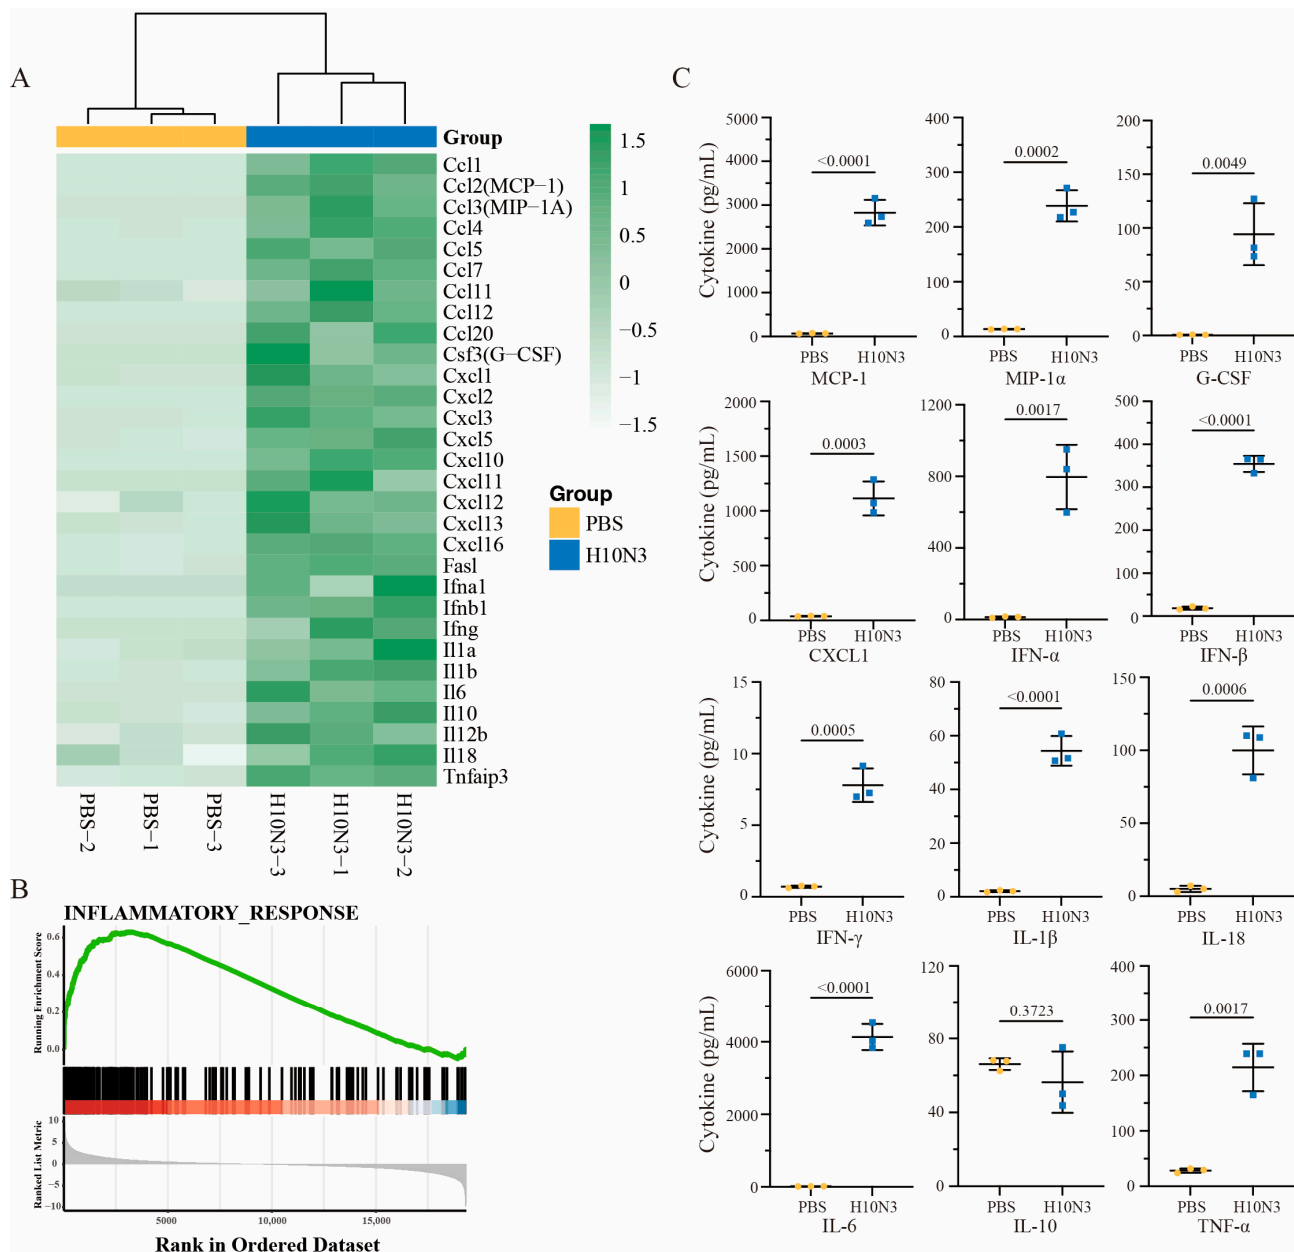 A
Group
Ccl1
Ccl2(MCP−1)
Ccl3(MIP−1A)
Ccl4
Ccl5
Ccl7
Ccl11
Ccl12
Ccl20
Csf3(G−CSF)
Cxcl1
Cxcl2
Cxcl3
Cxcl5
Cxcl10
Cxcl11
Cxcl12
Cxcl13
Cxcl16
Fasl
Ifna1
Ifnb1
Ifng
Il1a
Il1b
Il6
Il10
Il12b
Il18
Tnfaip3
PBS−2
PBS−1
PBS−3
H10N3−3
H10N3−1
H10N3−2
1.5
1
0.5
0
−0.5
−1
−1.5
Group
PBS
H10N3
B
INFLAMMATORY_RESPONSE
Running Enrichment Score
0.6
0.4
0.2
0.0
Ranked List Metric
10
5
0
−5
−10
5000
10,000
15,000
Rank in Ordered Dataset
C
Cytokine (pg/mL)
5000
4000
3000
2000
1000
0
<0.0001
PBS
H10N3
MCP-1
400
300
200
100
0
0.0002
PBS
H10N3
MIP-1α
200
150
100
50
0
0.0049
PBS
H10N3
G-CSF
Cytokine (pg/mL)
2000
1500
1000
500
0
0.0003
PBS
H10N3
CXCL1
1200
800
400
0
0.0017
PBS
H10N3
IFN-α
500
400
300
200
100
0
<0.0001
PBS
H10N3
IFN-β
Cytokine (pg/mL)
15
10
5
0
0.0005
PBS
H10N3
IFN-γ
80
60
40
20
0
<0.0001
PBS
H10N3
IL-1β
150
100
50
0
0.0006
PBS
H10N3
IL-18
Cytokine (pg/mL)
6000
4000
2000
0
<0.0001
PBS
H10N3
IL-6
120
80
40
0
0.3723
PBS
H10N3
IL-10
400
300
200
100
0
0.0017
PBS
H10N3
TNF-α